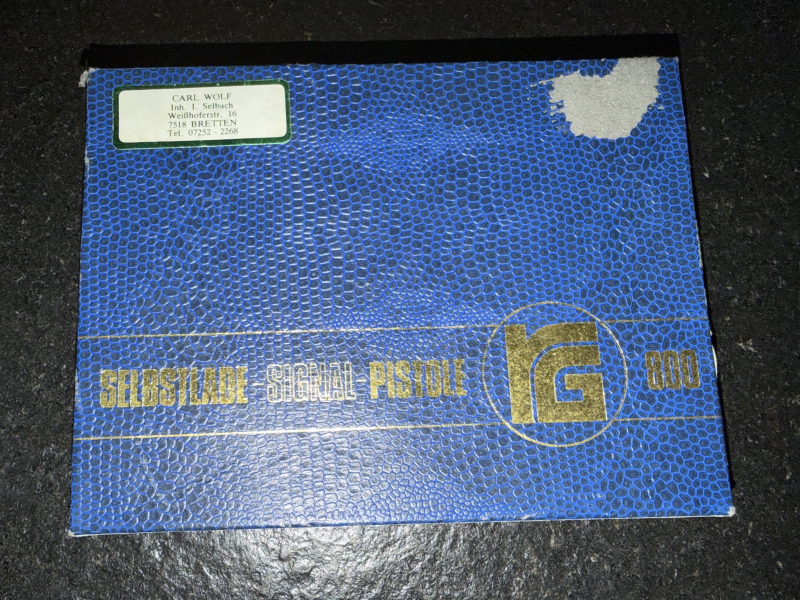 CARL WOLF
Inh. I. Selbach
Weißhoferstr. 16
7518 BRETTEN
Tel. 07252 - 2268
SELBSTLADE-SIGNAL-PISTOLE RG 800